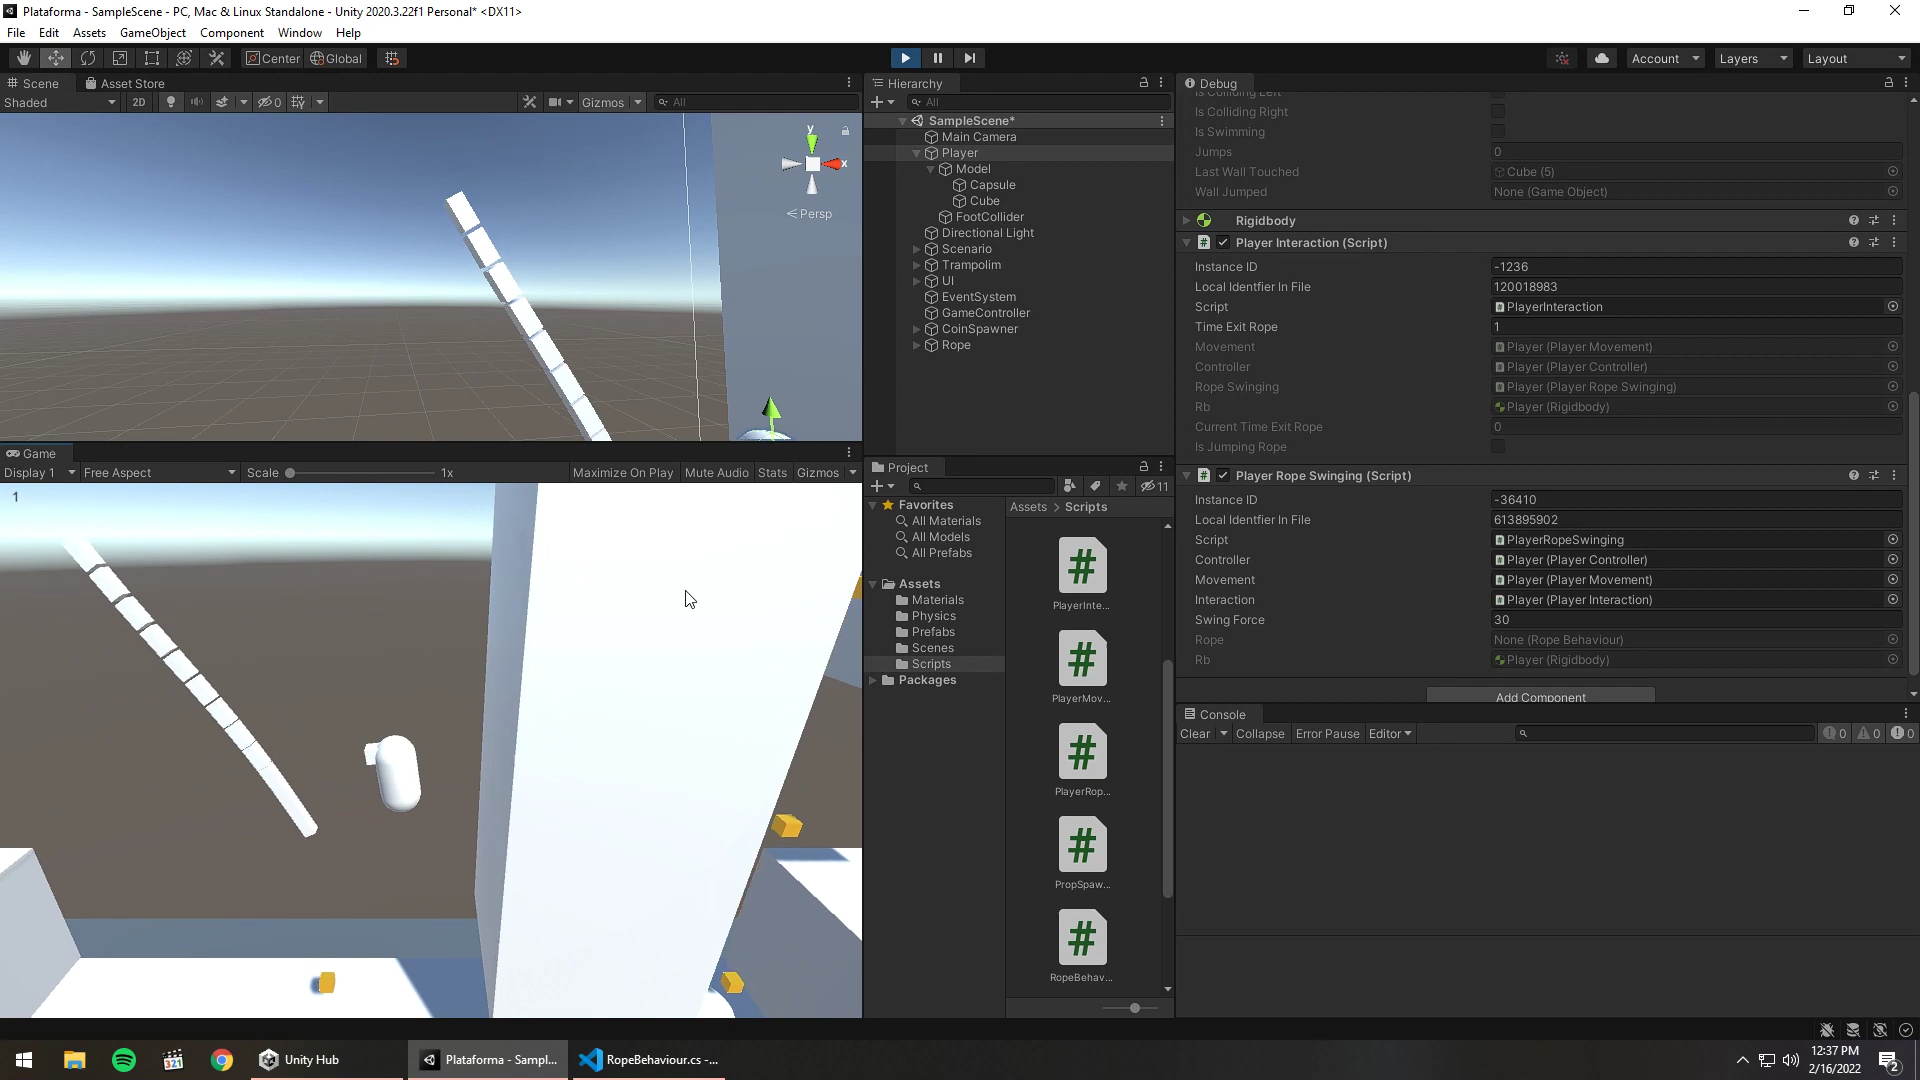 Plataforma - SampleScene - PC, Mac & Linux Standalone - Unity 2020.3.22f1 Personal* <DX11>
File Edit Assets GameObject Component Window Help
Center Global Account Layers Layout
Scene Asset Store
Shaded 2D 0 Gizmos All
y
x
Persp
Game
Display 1 Free Aspect Scale 1x Maximize On Play Mute Audio Stats Gizmos
1
Hierarchy
All
SampleScene*
Main Camera
Player
Model
Capsule
Cube
FootCollider
Directional Light
Scenario
Trampolim
UI
EventSystem
GameController
CoinSpawner
Rope
Project
11
Favorites
All Materials
All Models
All Prefabs
Assets
Materials
Physics
Prefabs
Scenes
Scripts
Packages
Assets > Scripts
PlayerInte...
PlayerMov...
PlayerRop...
PropSpaw...
RopeBehav...
Debug
Is Colliding Left
Is Colliding Right
Is Swimming
Jumps 0
Last Wall Touched Cube (5)
Wall Jumped None (Game Object)
Rigidbody
Player Interaction (Script)
Instance ID -1236
Local Identfier In File 120018983
Script PlayerInteraction
Time Exit Rope 1
Movement Player (Player Movement)
Controller Player (Player Controller)
Rope Swinging Player (Player Rope Swinging)
Rb Player (Rigidbody)
Current Time Exit Rope 0
Is Jumping Rope
Player Rope Swinging (Script)
Instance ID -36410
Local Identfier In File 613895902
Script PlayerRopeSwinging
Controller Player (Player Controller)
Movement Player (Player Movement)
Interaction Player (Player Interaction)
Swing Force 30
Rope None (Rope Behaviour)
Rb Player (Rigidbody)
Add Component
Console
Clear Collapse Error Pause Editor 0 0 0
Unity Hub Plataforma - Sampl... RopeBehaviour.cs -...
12:37 PM
2/16/2022
2
321